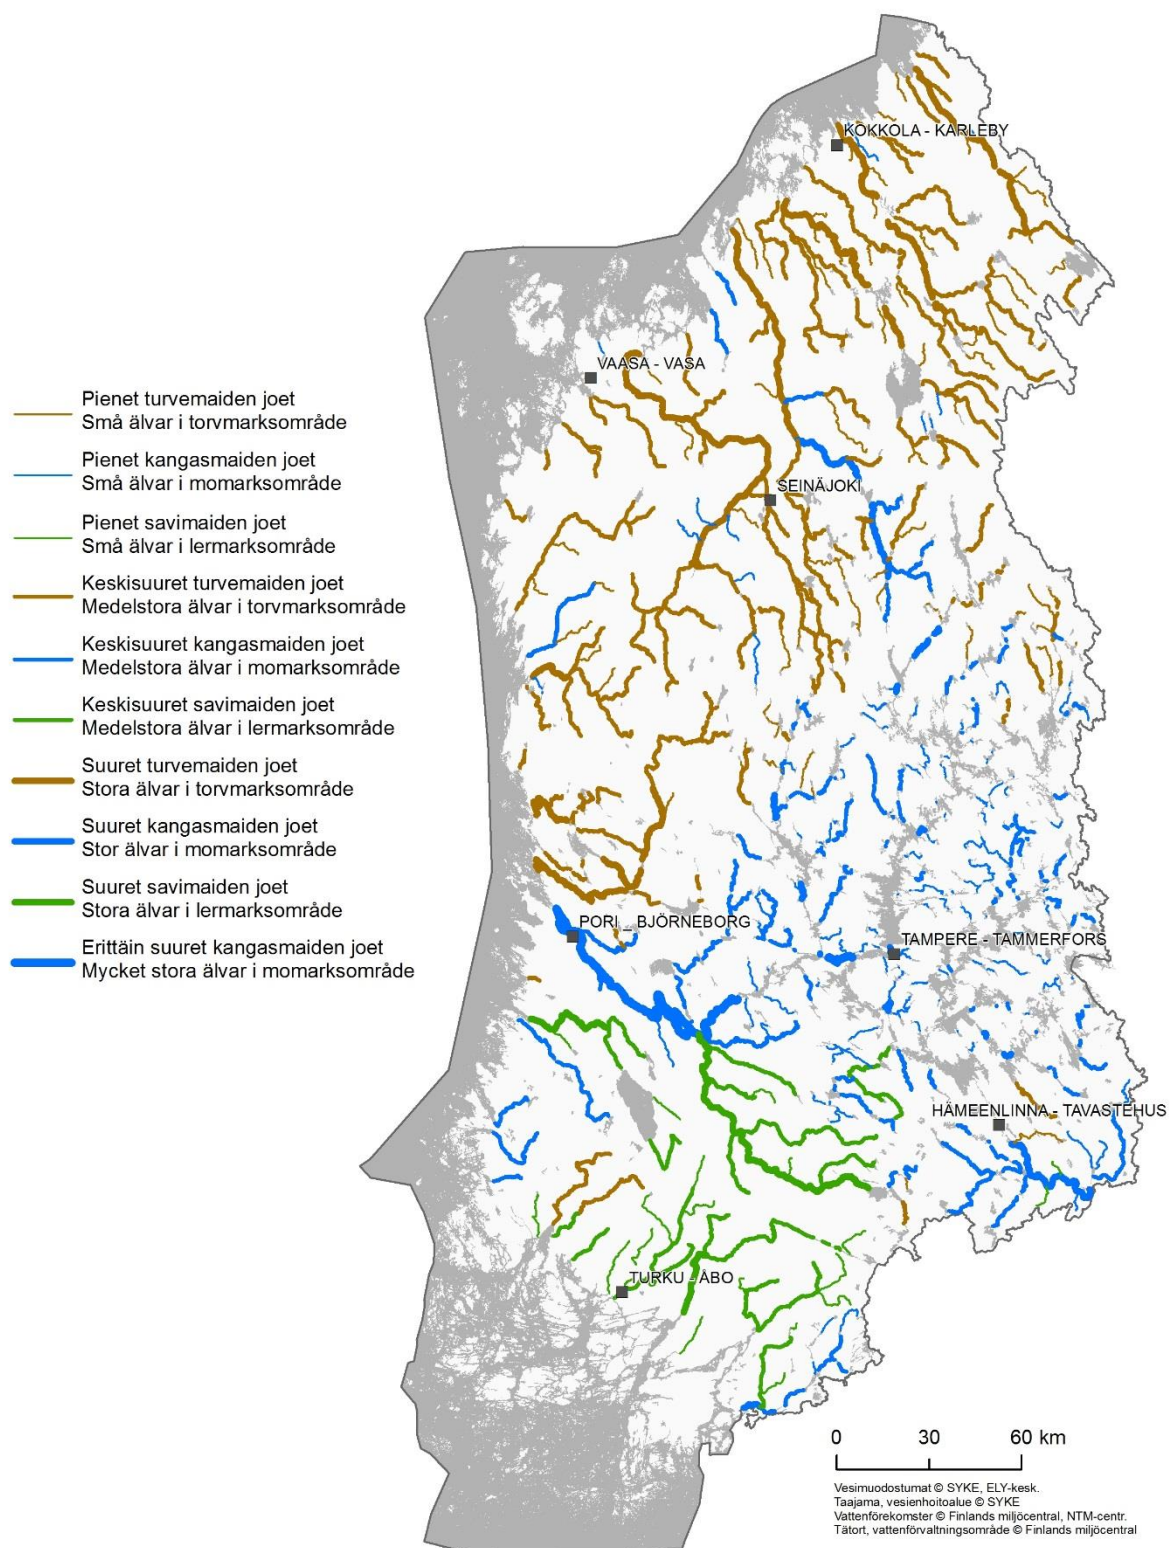 KOKKOLA - KARLEBY
VAASA - VASA
Pienet turvemaiden joet
Små älvar i torvmarksområde
Pienet kangasmaiden joet
Små älvar i momarksområde
SEINÄJOKI
Pienet savimaiden joet
Små älvar i lermarksområde
Keskisuuret turvemaiden joet
Medelstora älvar i torvmarksområde
Keskisuuret kangasmaiden joet
Medelstora älvar i momarksområde
Keskisuuret savimaiden joet
Medelstora älvar i lermarksområde
Suuret turvemaiden joet
Stora älvar i torvmarksområde
Suuret kangasmaiden joet
Stor älvar i momarksområde
Suuret savimaiden joet
Stora älvar i lermarksområde
PORI _ BJÖRNEBORG
TAMPERE - TAMMERFORS
Erittäin suuret kangasmaiden joet
Mycket stora älvar i momarksområde
HÄMEENLINNA - TAVASTEHUS
TURKU - ÅBO
0 30 60 km
Vesimuodostumat © SYKE, ELY-kesk.
Taajama, vesienhoitoalue © SYKE
Vattenförekomster © Finlands miljöcentral, NTM-centr.
Tätort, vattenförvaltningsområde © Finlands miljöcentral